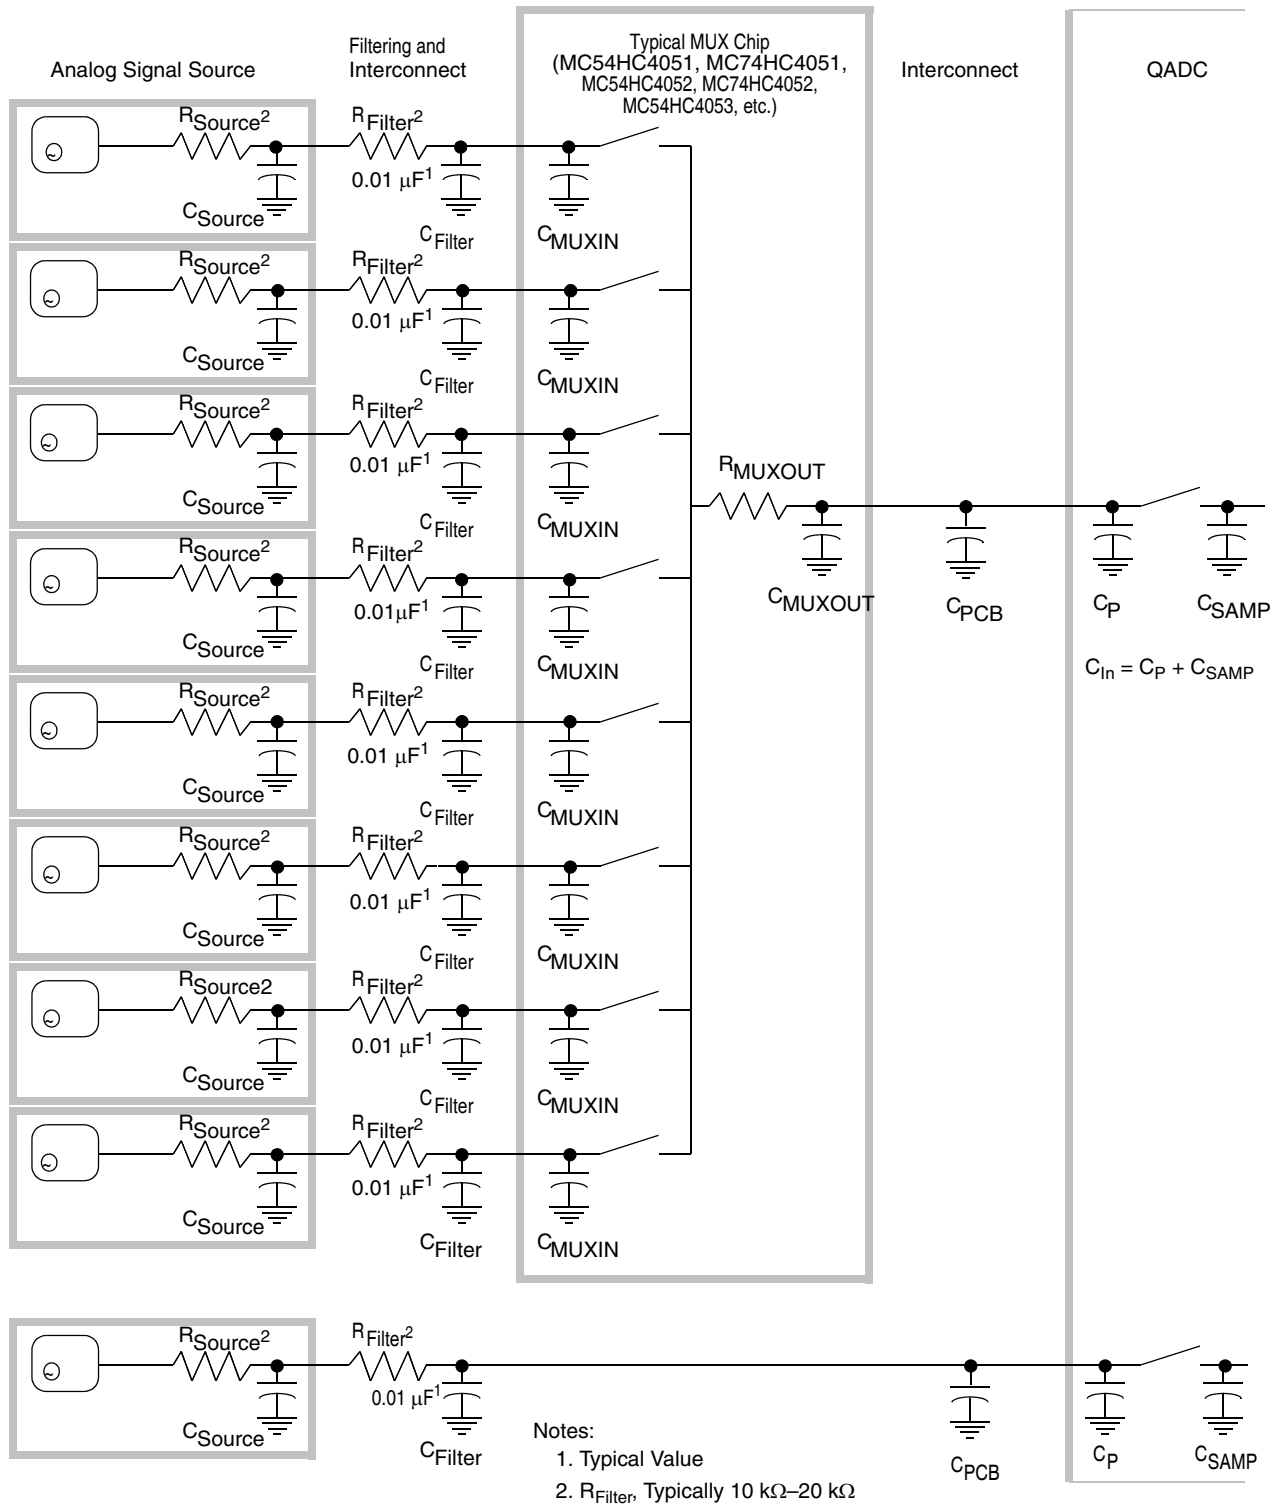 Analog Signal Source
Filtering and
Interconnect
Typical MUX Chip
(MC54HC4051, MC74HC4051,
MC54HC4052, MC74HC4052,
MC54HC4053, etc.)
Interconnect
QADC
RSource² RFilter²
0.01 μF¹
CSource CFilter CMUXIN
RSource² RFilter²
0.01 μF¹
CSource CFilter CMUXIN
RSource² RFilter²
0.01 μF¹
CSource CFilter CMUXIN
RMUXOUT
RSource² RFilter²
0.01μF¹
CSource CFilter CMUXIN
CMUXOUT CPCB CP CSAMP
CIn = CP + CSAMP
RSource² RFilter²
0.01 μF¹
CSource CFilter CMUXIN
RSource² RFilter²
0.01 μF¹
CSource CFilter CMUXIN
RSource2 RFilter²
0.01 μF¹
CSource CFilter CMUXIN
RSource² RFilter²
0.01 μF¹
CSource CFilter CMUXIN
RSource² RFilter²
0.01 μF¹
CSource CFilter CPCB CP CSAMP
Notes:
1. Typical Value
2. RFilter, Typically 10 kΩ–20 kΩ